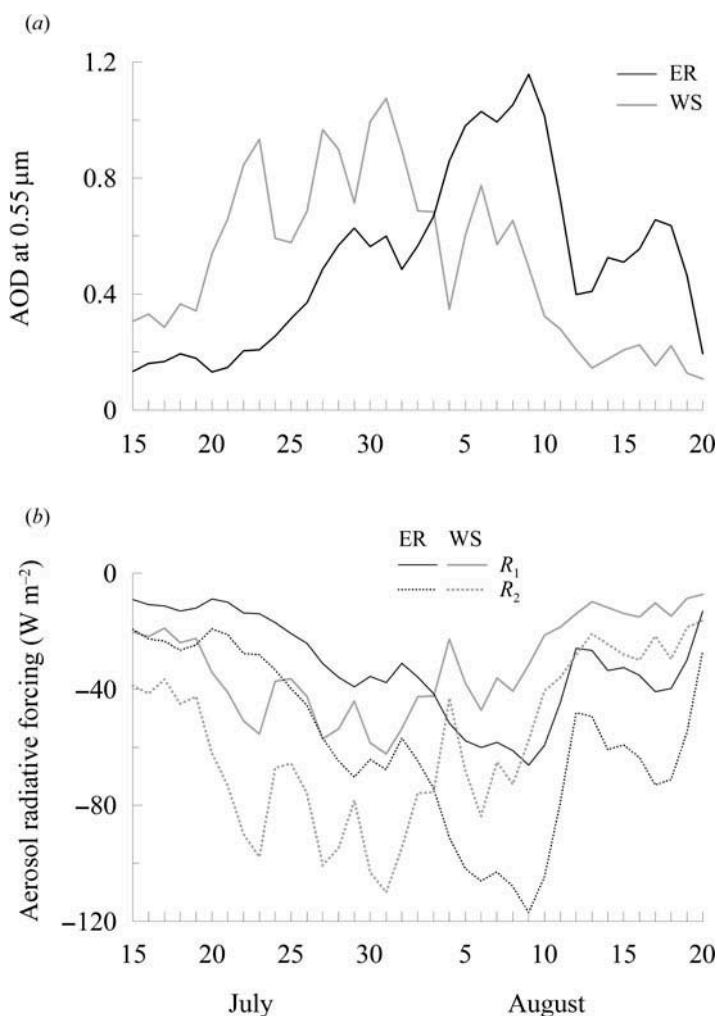 (a)
1.2
ER
WS
0.8
AOD at 0.55 μm
0.4
0
15 20 25 30 5 10 15 20
(b)
ER WS
0
R1
R2
Aerosol radiative forcing (W m−2)
−40
−80
−120
15 20 25 30 5 10 15 20
July August